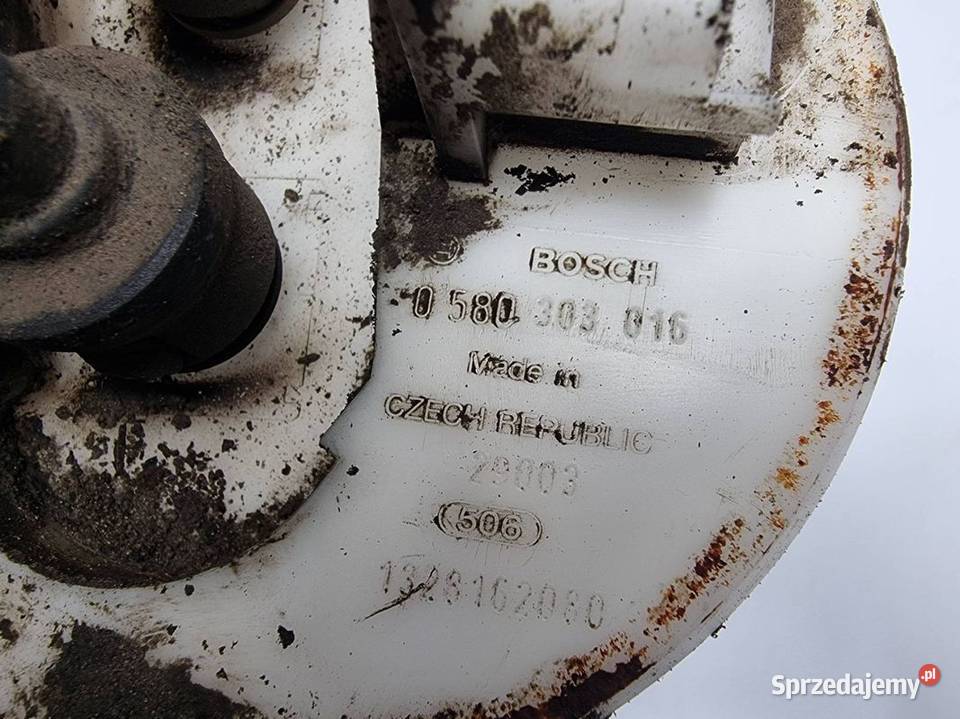 BOSCH
0 580 303 016
Made in
CZECH REPUBLIC
29003
506
1328162080
Sprzedajemy.pl